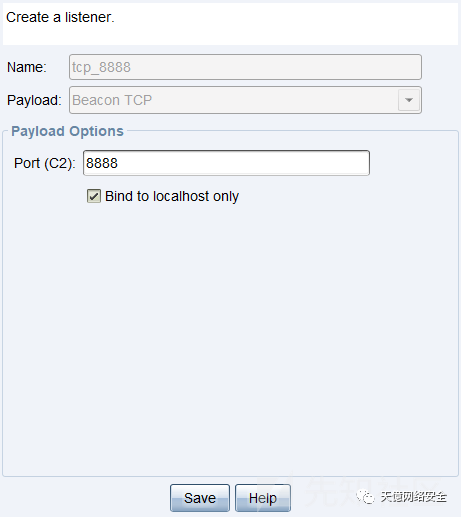 Create a listener.
Name: tcp_8888
Payload: Beacon TCP
Payload Options
Port (C2): 8888
Bind to localhost only
Save Help
天億网络安全